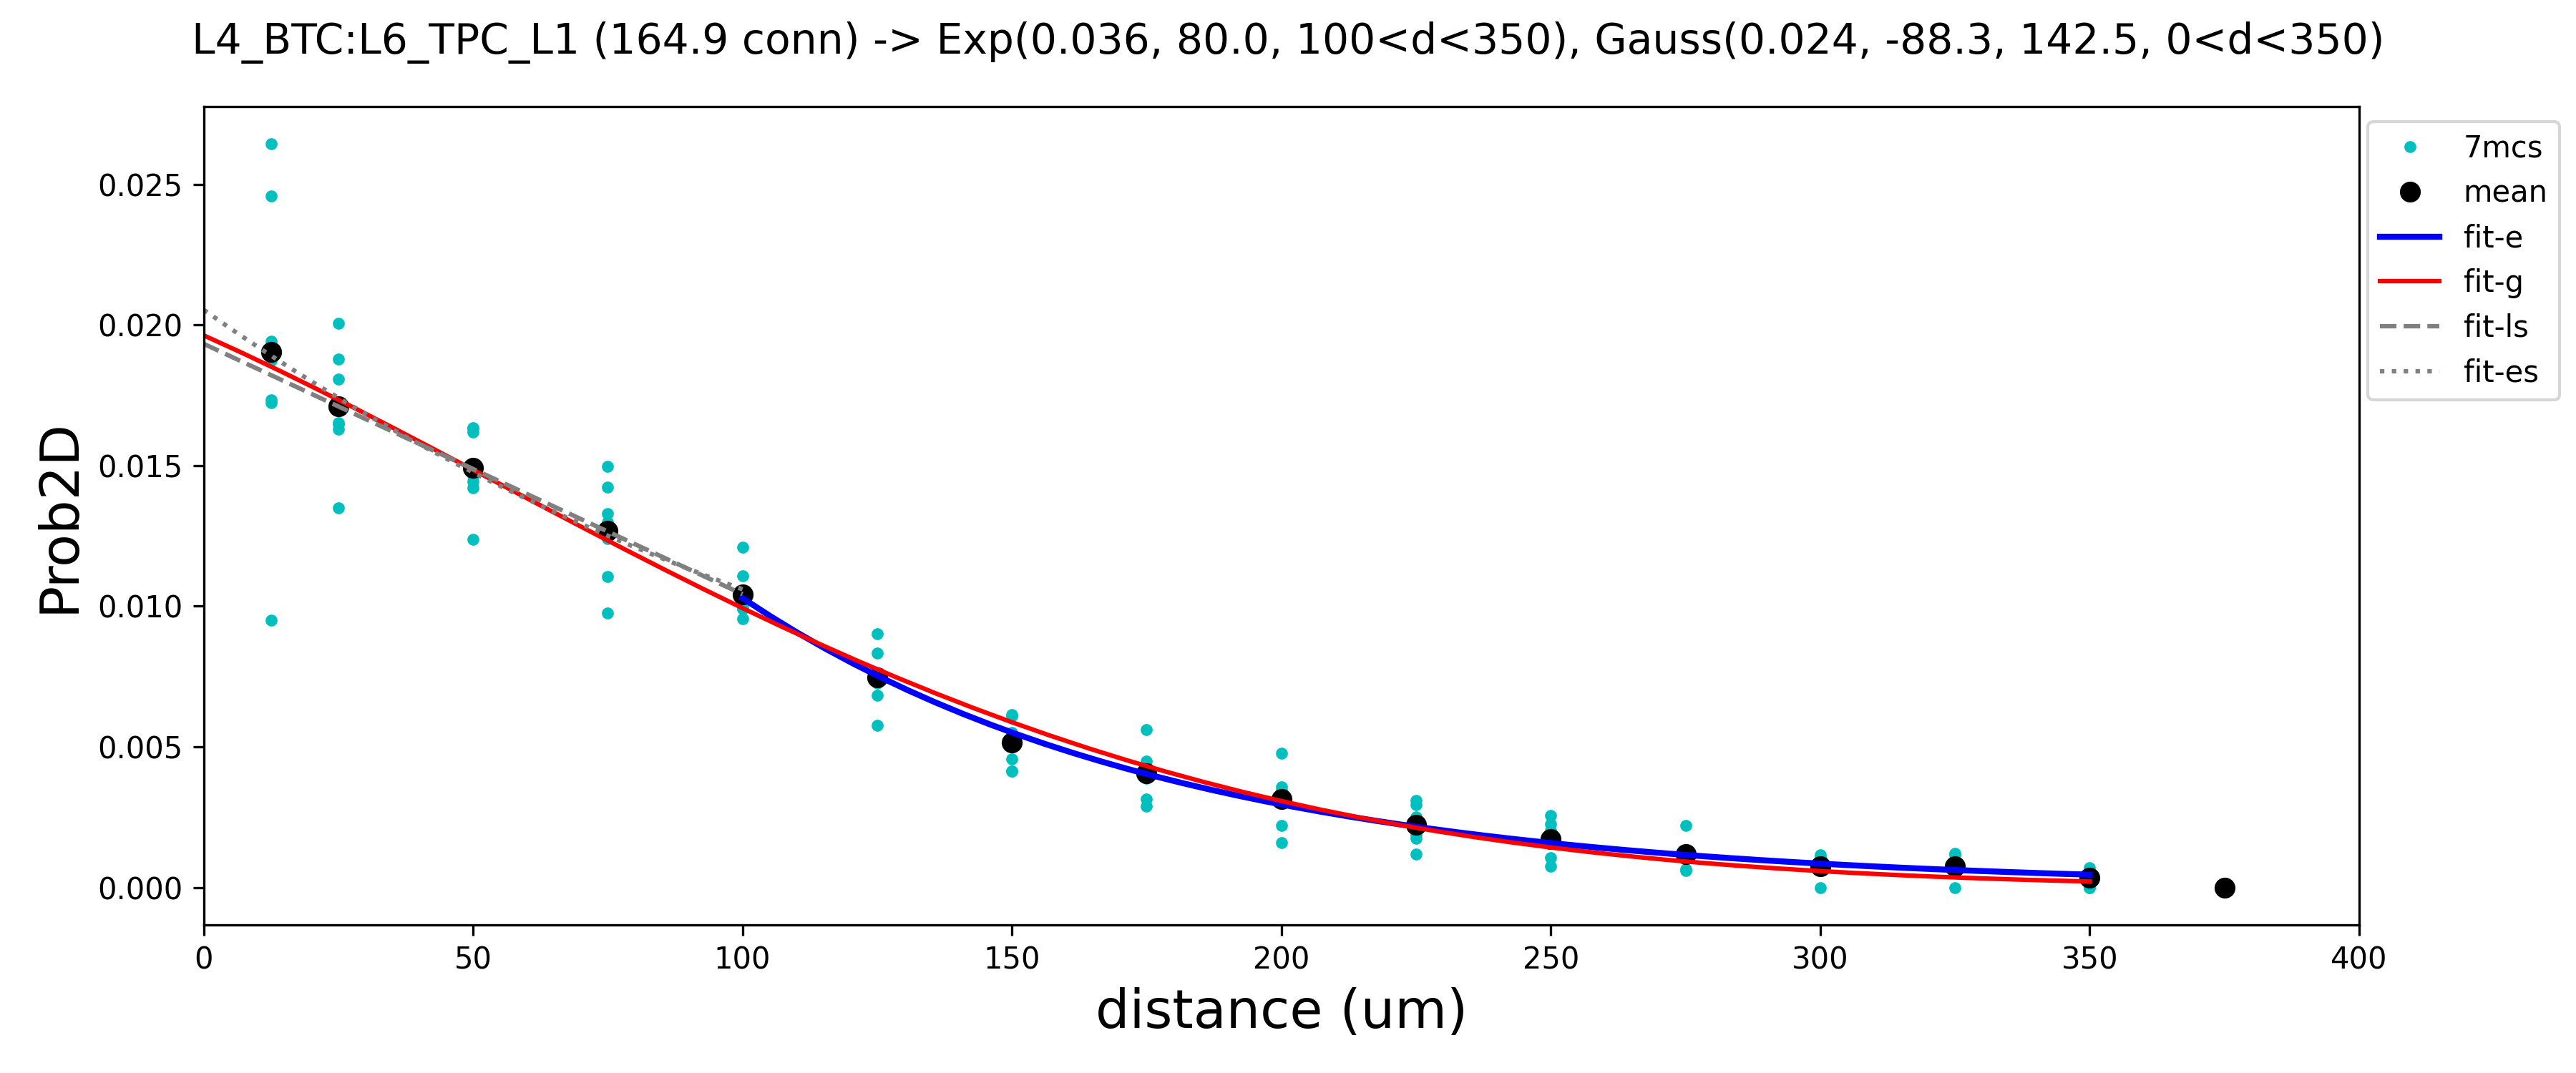 L4_BTC:L6_TPC_L1 (164.9 conn) -> Exp(0.036, 80.0, 100<d<350), Gauss(0.024, -88.3, 142.5, 0<d<350)
7mcs
mean
fit-e
fit-g
fit-ls
fit-es
Prob2D
0.025
0.020
0.015
0.010
0.005
0.000
0 50 100 150 200 250 300 350 400
distance (um)